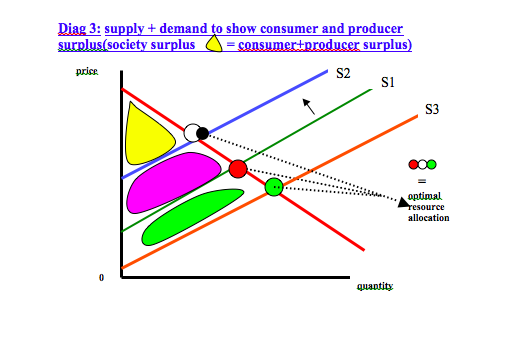 Diag 3: supply + demand to show consumer and producer
surplus(society surplus = consumer+producer surplus)
price
S2
S1
S3
=
optimal
resource
allocation
0
quantity